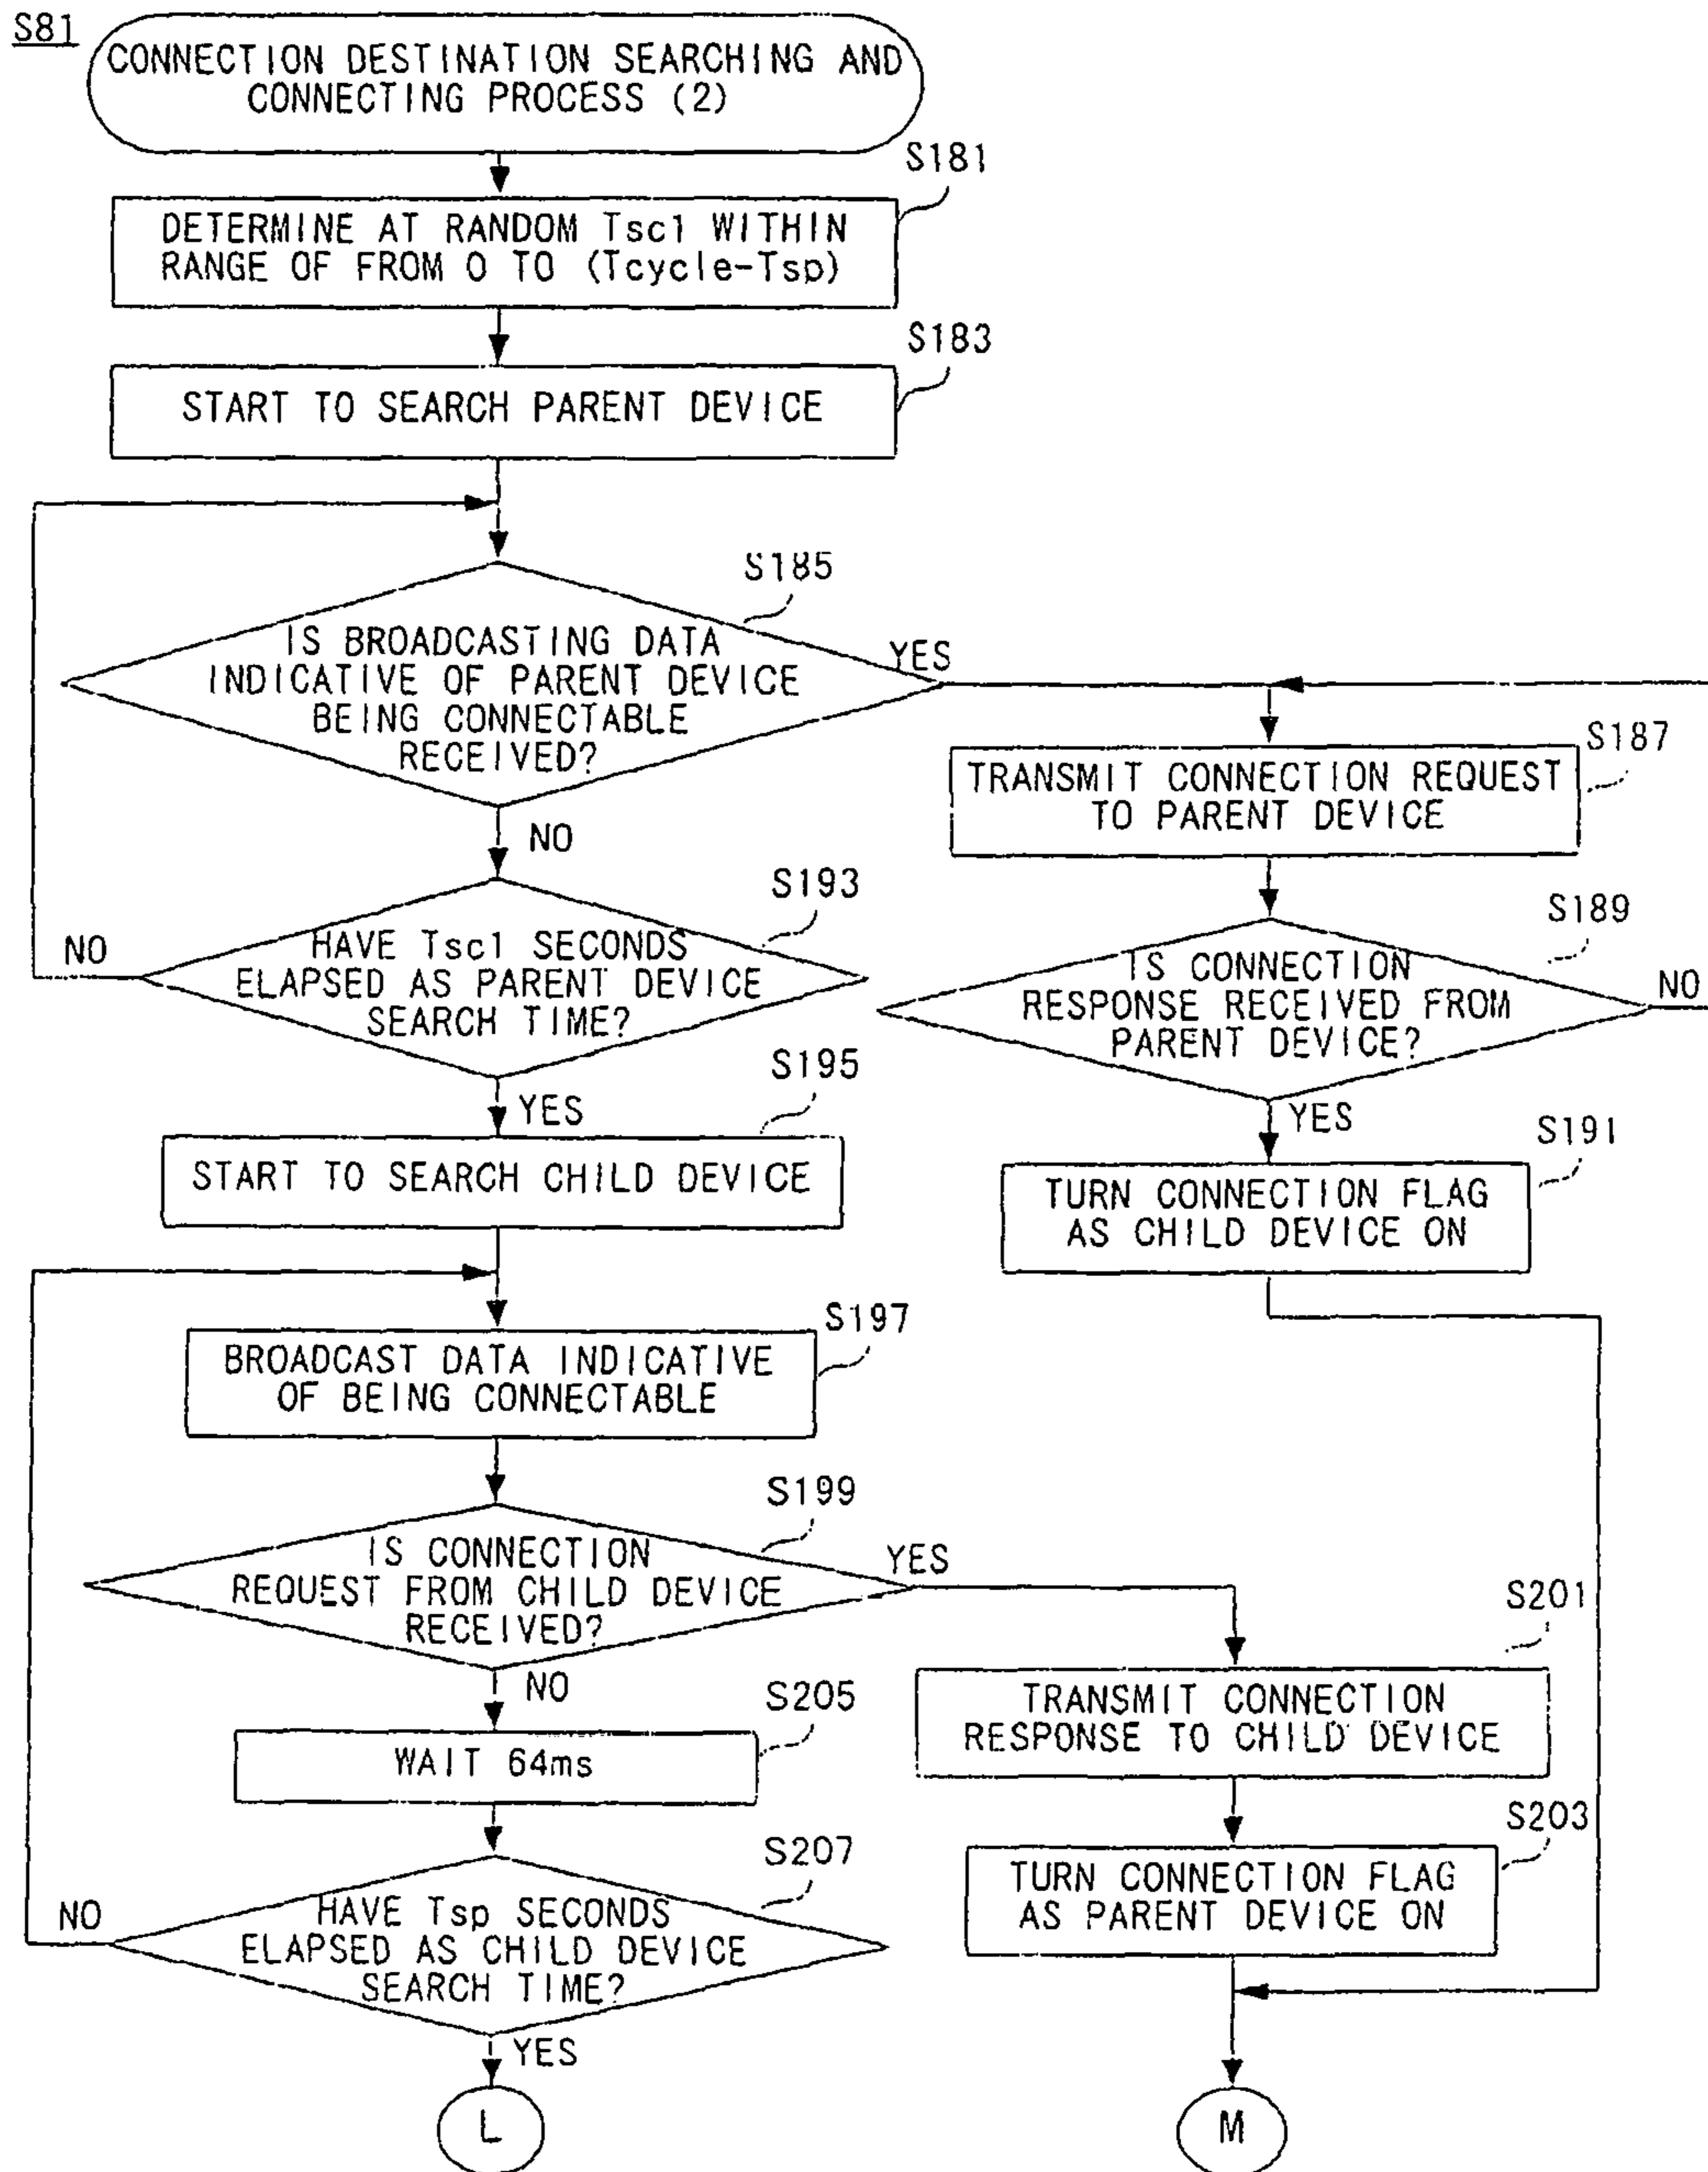 S81
CONNECTION DESTINATION SEARCHING AND
CONNECTING PROCESS (2)
S181
DETERMINE AT RANDOM Tsc1 WITHIN
RANGE OF FROM 0 TO (Tcycle-Tsp)
S183
START TO SEARCH PARENT DEVICE
S185
IS BROADCASTING DATA
INDICATIVE OF PARENT DEVICE
BEING CONNECTABLE
RECEIVED?
YES
NO
S187
TRANSMIT CONNECTION REQUEST
TO PARENT DEVICE
S193
HAVE Tsc1 SECONDS
ELAPSED AS PARENT DEVICE
SEARCH TIME?
NO
YES
S189
IS CONNECTION
RESPONSE RECEIVED FROM
PARENT DEVICE?
NO
YES
S195
START TO SEARCH CHILD DEVICE
S191
TURN CONNECTION FLAG
AS CHILD DEVICE ON
S197
BROADCAST DATA INDICATIVE
OF BEING CONNECTABLE
S199
IS CONNECTION
REQUEST FROM CHILD DEVICE
RECEIVED?
YES
NO
S201
TRANSMIT CONNECTION
RESPONSE TO CHILD DEVICE
S205
WAIT 64ms
S203
TURN CONNECTION FLAG
AS PARENT DEVICE ON
S207
HAVE Tsp SECONDS
ELAPSED AS CHILD DEVICE
SEARCH TIME?
NO
YES
L
M